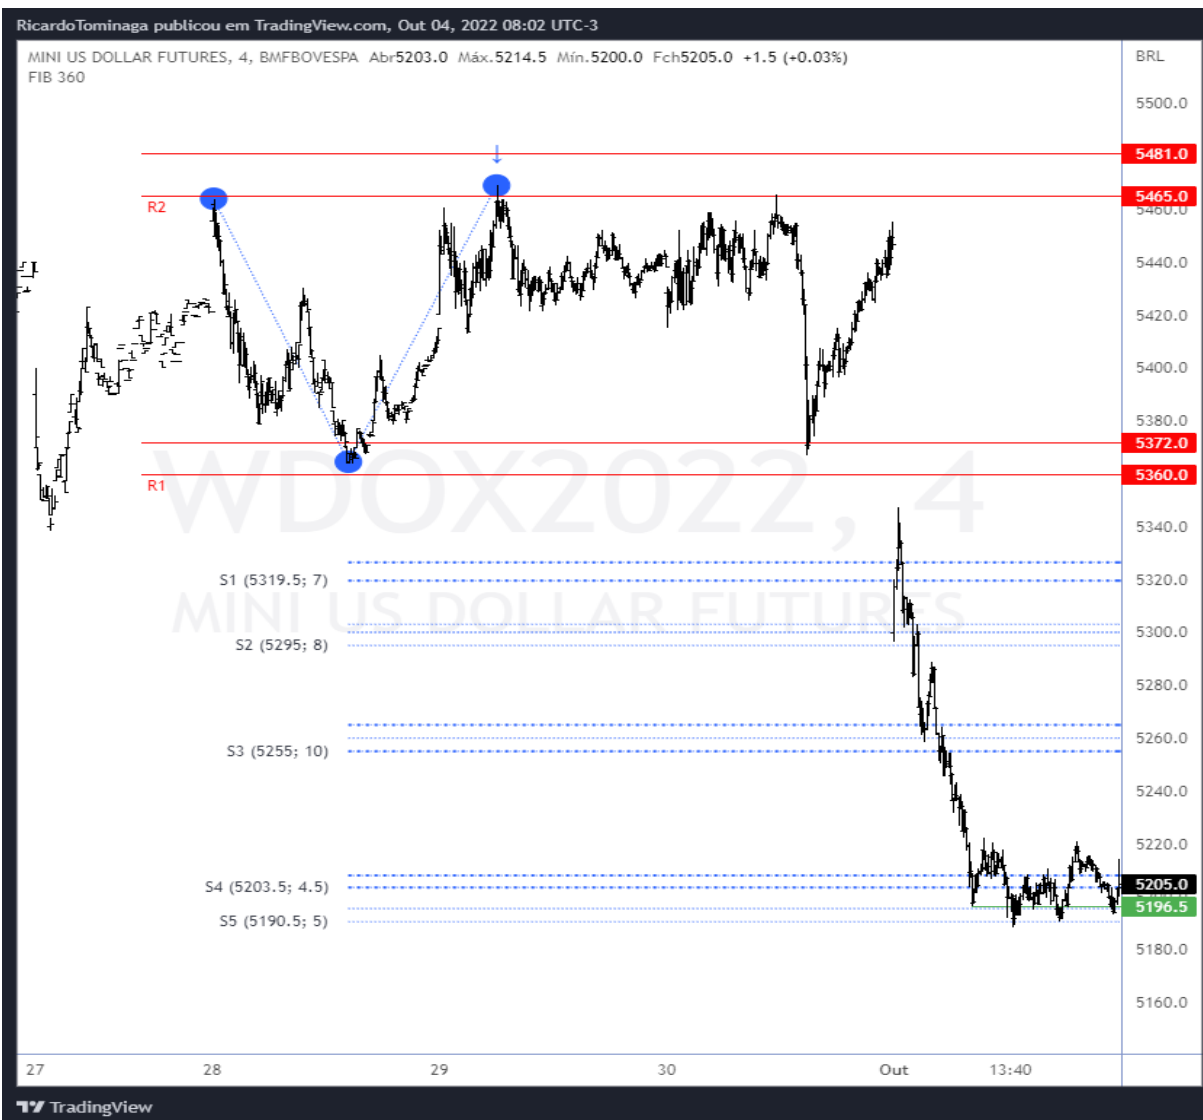 RicardoTominaga publicou em TradingView.com, Out 04, 2022 08:02 UTC-3
MINI US DOLLAR FUTURES, 4, BMFBOVESPA Abr5203.0 Máx.5214.5 Mín.5200.0 Fch5205.0 +1.5 (+0.03%)
BRL
FIB 360
5500.0
5481.0
5465.0
R2
5460.0
5440.0
5420.0
5400.0
5380.0
5372.0
5360.0
R1
WDOX2022, 4
5340.0
S1 (5319.5; 7)
5320.0
MINI US DOLLAR FUTURES
5300.0
S2 (5295; 8)
5280.0
5260.0
S3 (5255; 10)
5240.0
5220.0
S4 (5203.5; 4.5)
5205.0
5196.5
S5 (5190.5; 5)
5180.0
5160.0
27 28 29 30 Out 13:40
TradingView